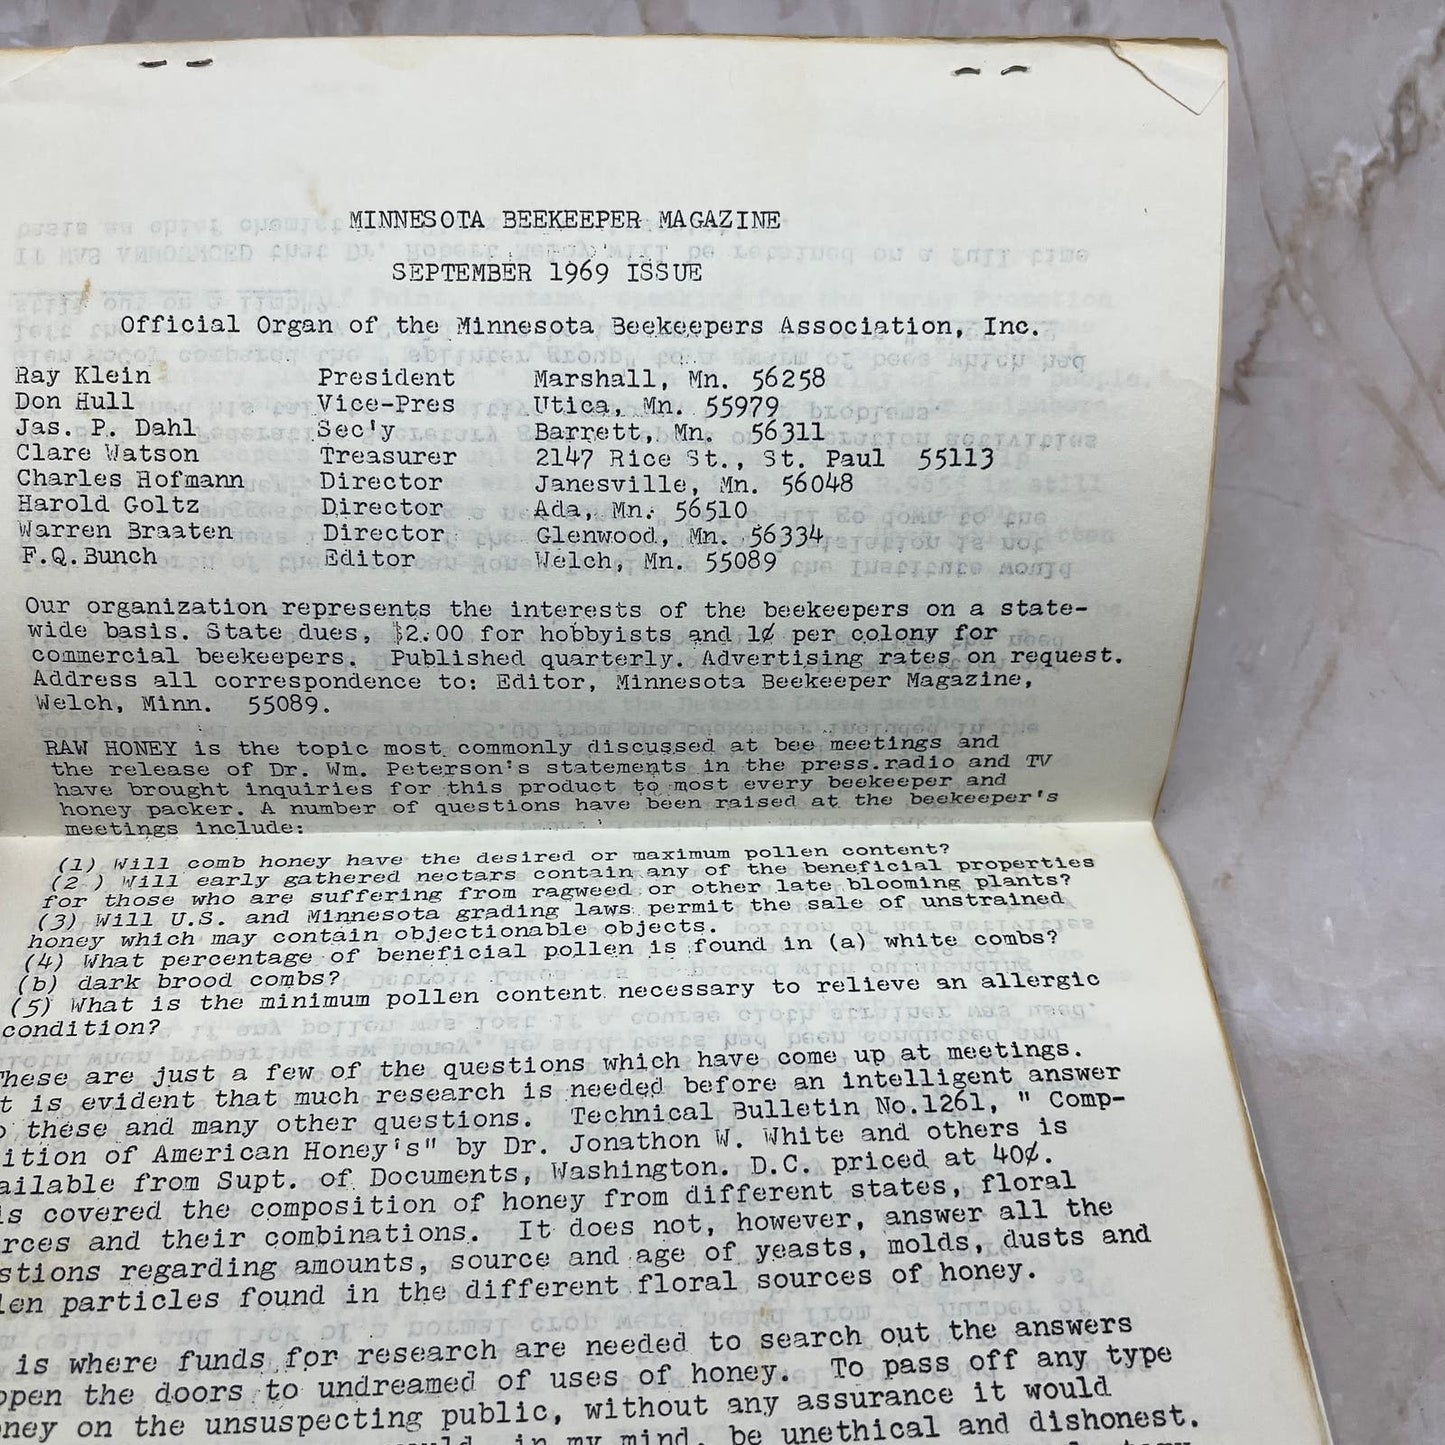 MINNESOTA BEEKEEPER MAGAZINE
SEPTEMBER 1969 ISSUE
Official Organ of the Minnesota Beekeepers Association, Inc.
Ray Klein President Marshall, Mn. 56258
Don Hull Vice-Pres Utica, Mn. 55979
Jas. P. Dahl Sec'y Barrett, Mn. 56311
Clare Watson Treasurer 2147 Rice St., St. Paul 55113
Charles Hofmann Director Janesville, Mn. 56048
Harold Goltz Director Ada, Mn. 56510
Warren Braaten Director Glenwood, Mn. 56334
F.Q.Bunch Editor Welch, Mn. 55089
Our organization represents the interests of the beekeepers on a state-
wide basis. State dues, $2.00 for hobbyists and 1¢ per colony for
commercial beekeepers. Published quarterly. Advertising rates on request.
Address all correspondence to: Editor, Minnesota Beekeeper Magazine,
Welch, Minn. 55089.
RAW HONEY is the topic most commonly discussed at bee meetings and
the release of Dr. Wm. Peterson's statements in the press.radio and TV
have brought inquiries for this product to most every beekeeper and
honey packer. A number of questions have been raised at the beekeeper's
meetings include:
(1) Will comb honey have the desired or maximum pollen content?
(2 ) Will early gathered nectars contain any of the beneficial properties
for those who are suffering from ragweed or other late blooming plants?
(3) Will U.S. and Minnesota grading laws permit the sale of unstrained
honey which may contain objectionable objects.
(4) What percentage of beneficial pollen is found in (a) white combs?
(b) dark brood combs?
(5) What is the minimum pollen content necessary to relieve an allergic
condition?
These are just a few of the questions which have come up at meetings.
t is evident that much research is needed before an intelligent answer
o these and many other questions. Technical Bulletin No.1261, " Comp-
ition of American Honey's" by Dr. Jonathon W. White and others is
ailable from Supt. of Documents, Washington. D.C. priced at 40¢.
is covered the composition of honey from different states, floral
rces and their combinations. It does not, however, answer all the
stions regarding amounts, source and age of yeasts, molds, dusts and
len particles found in the different floral sources of honey.
is where funds for research are needed to search out the answers
open the doors to undreamed of uses of honey. To pass off any type
oney on the unsuspecting public, without any assurance it would
in my mind, be unethical and dishonest.